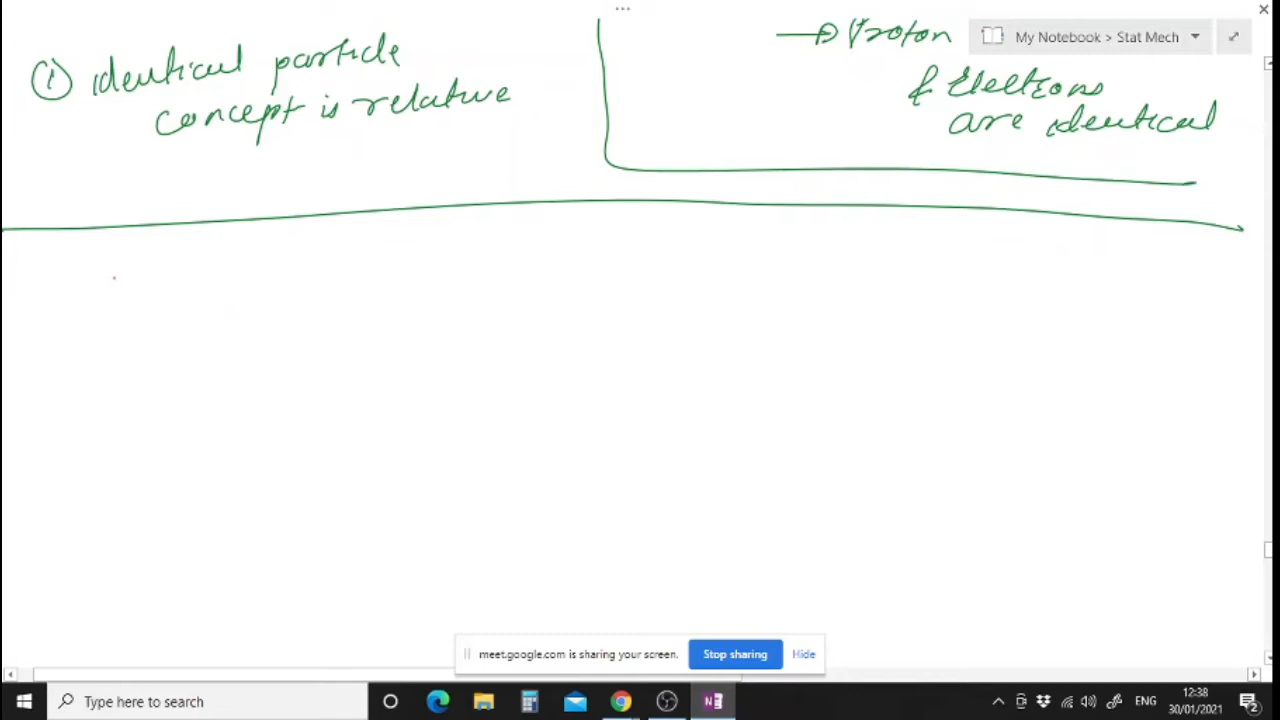 ① identical particle
concept is relative
→ Proton
& Electrons
are identical
My Notebook > Stat Mech
meet.google.com is sharing your screen.
Stop sharing
Hide
Type here to search
ENG
12:38
30/01/2021
2